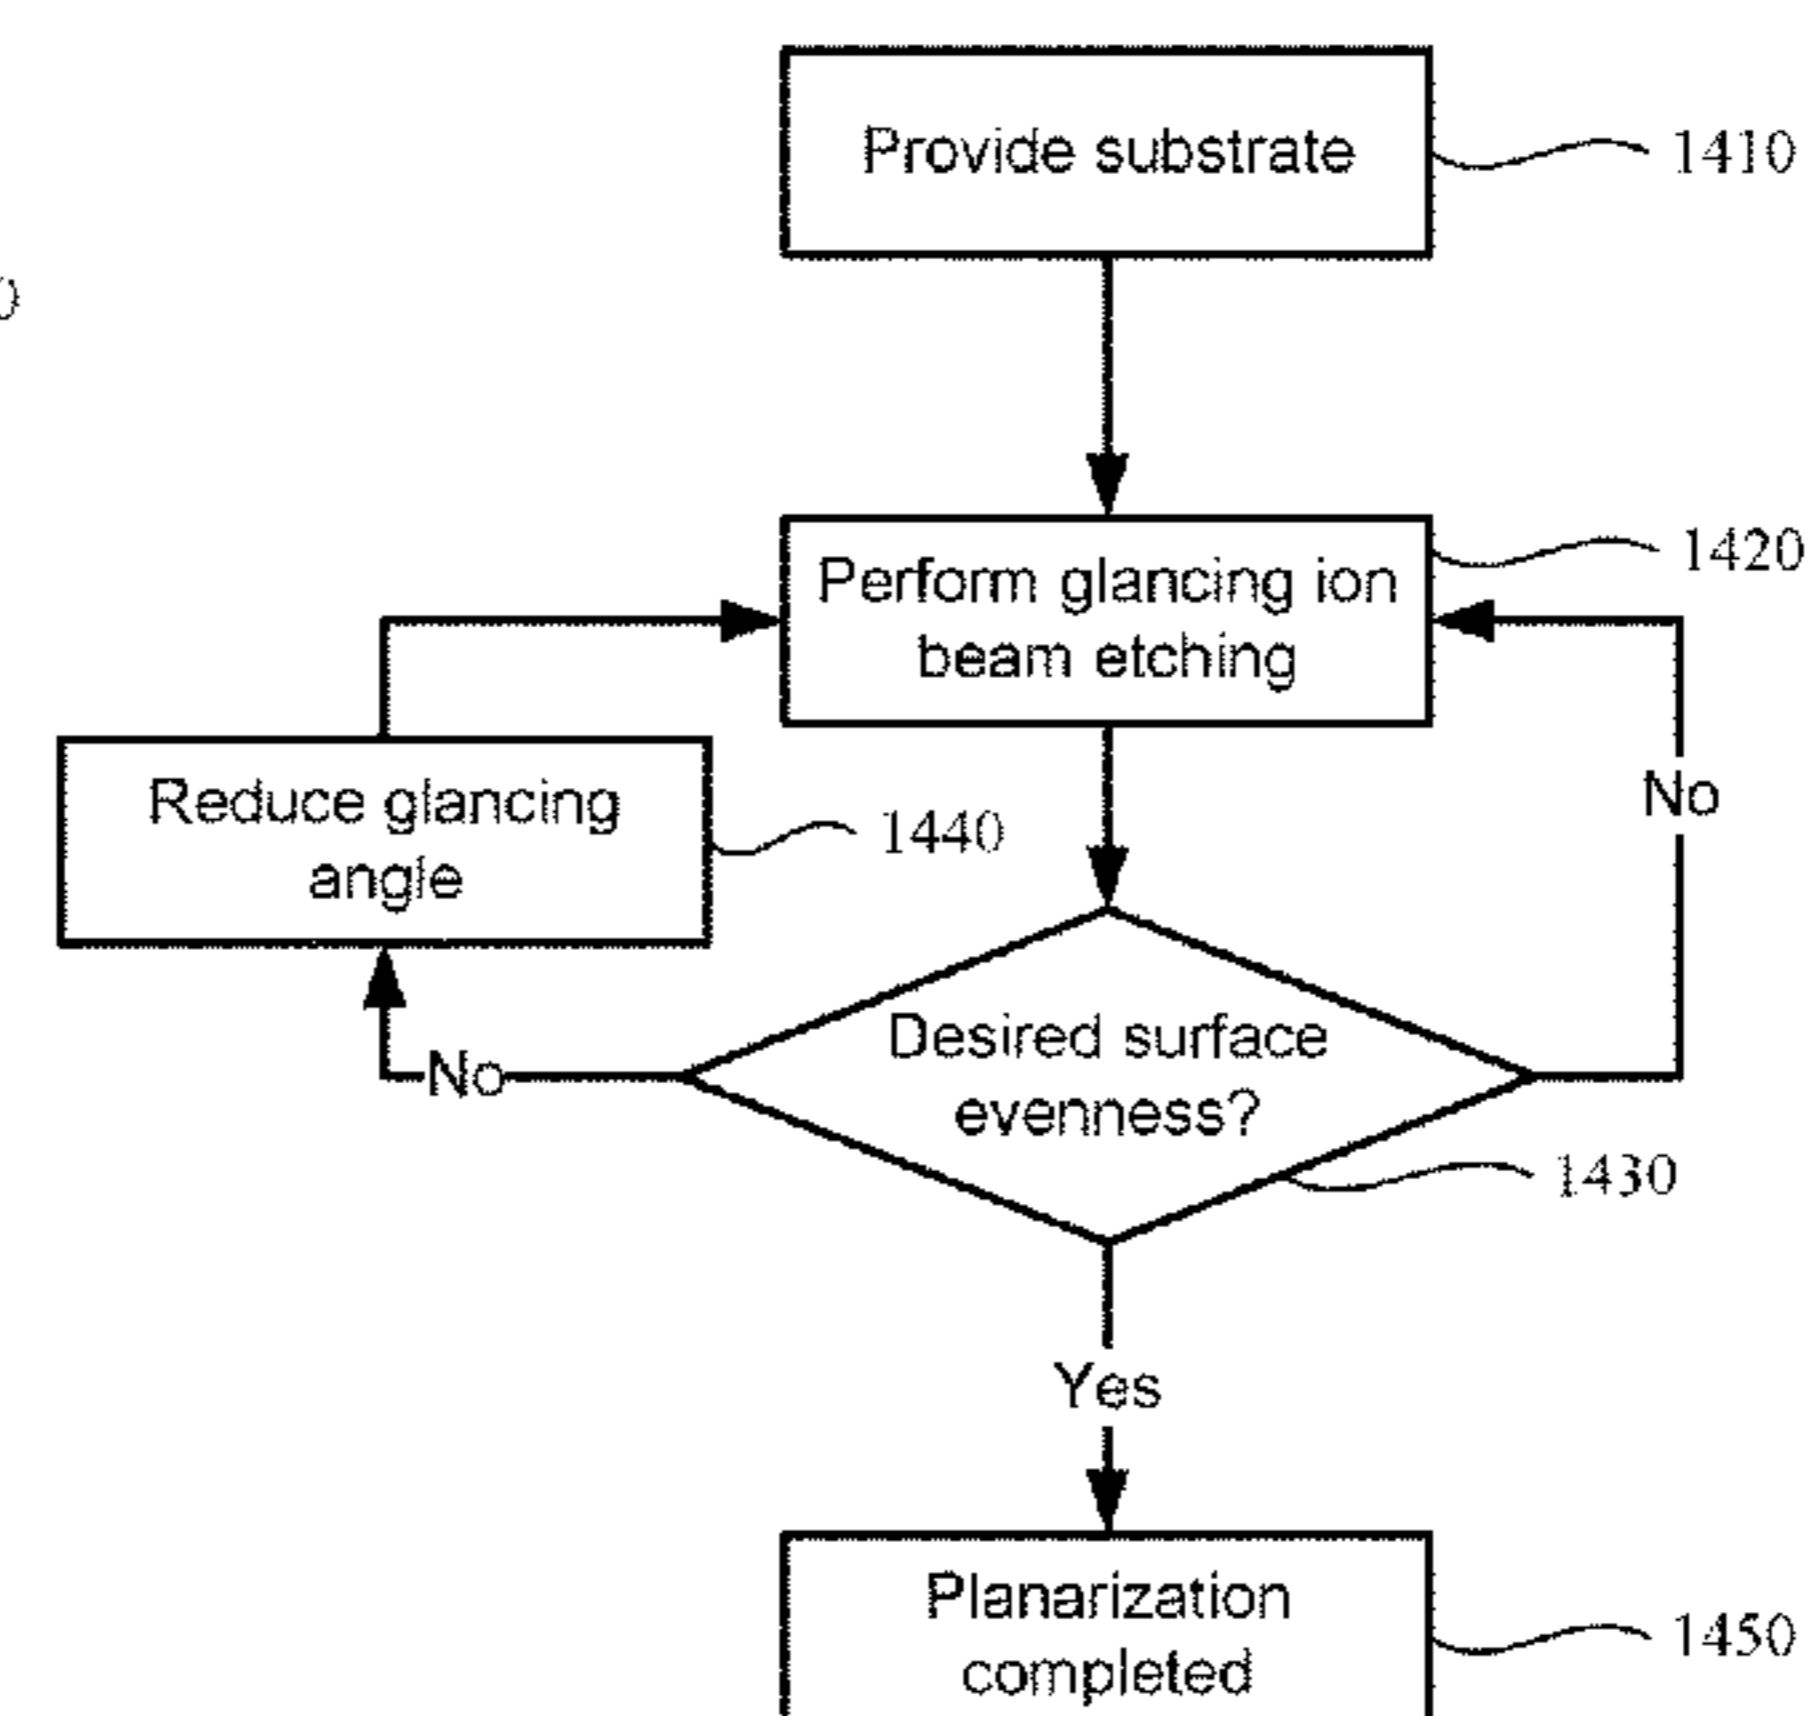 Provide substrate
1410
Perform glancing ion
beam etching
1420
Reduce glancing
angle
1440
No
Desired surface
evenness?
No
1430
Yes
Planarization
completed
1450